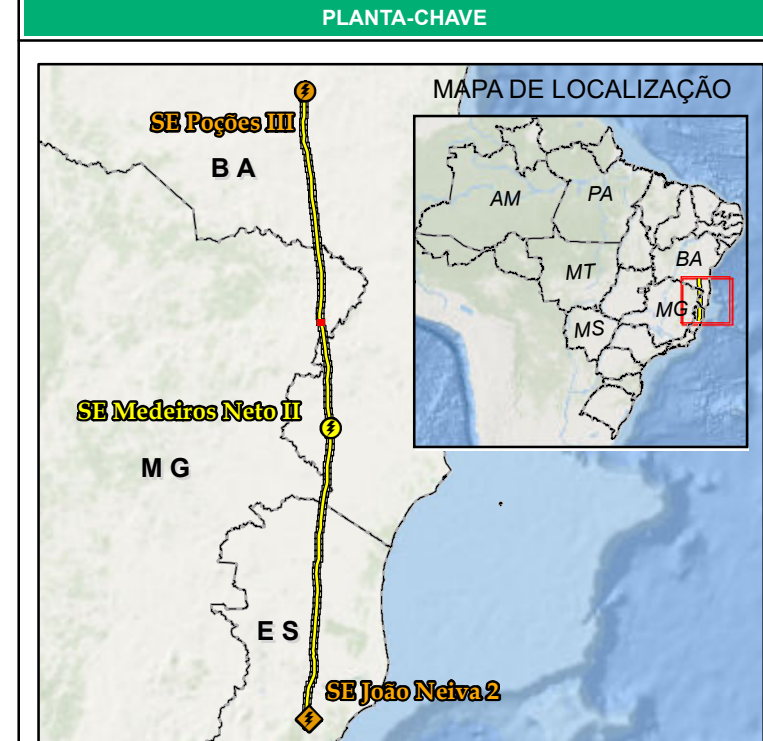 PLANTA-CHAVE
MAPA DE LOCALIZAÇÃO
SE Poções III
B A
AM
PA
MT
BA
MG
MS
SE Medeiros Neto II
M G
E S
SE João Neiva 2